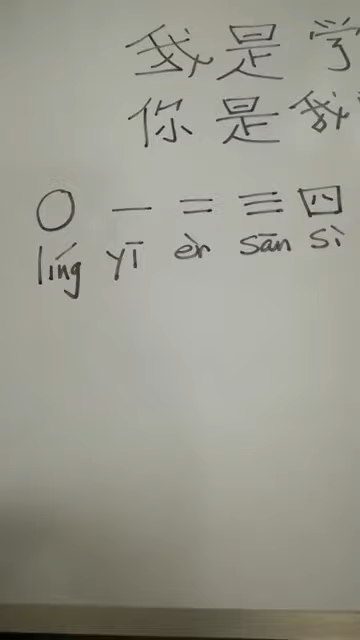 我是学
你是我
〇 一 二 三 四
líng yī èr sān sì